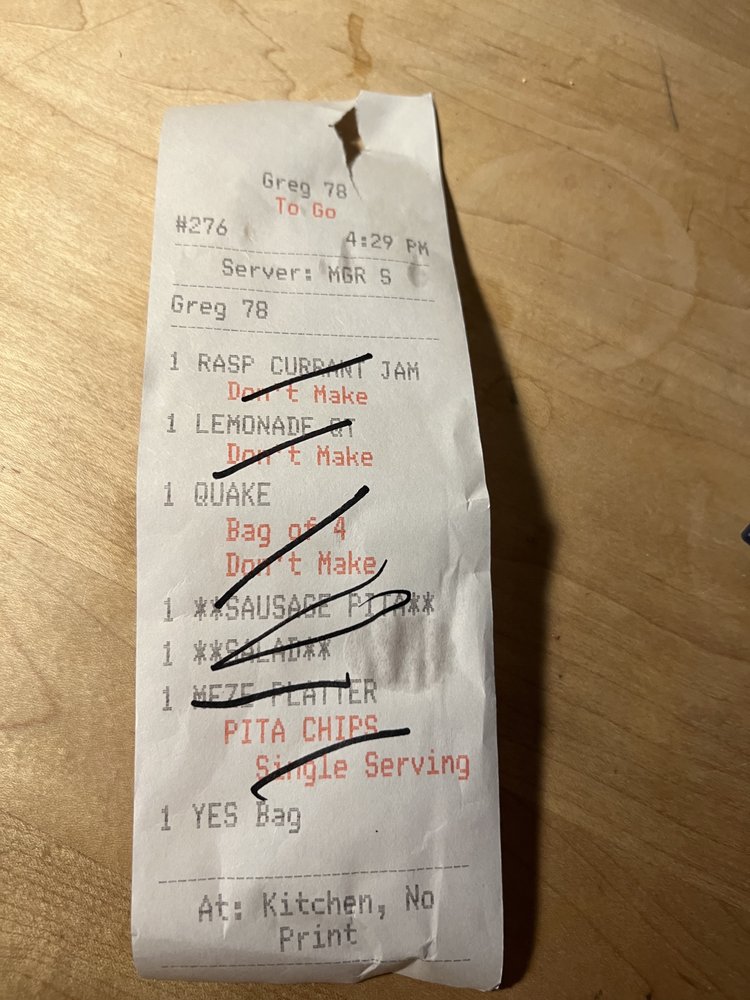 Greg 78
To Go
#276 4:29 PM
Server: MGR S
Greg 78
1 RASP CURRANT JAM
Don't Make
1 LEMONADE QT
Don't Make
1 QUAKE
Bag of 4
Don't Make
1 **SAUSAGE PITA**
1 **SALAD**
1 MEZE PLATTER
PITA CHIPS
Single Serving
1 YES Bag
At: Kitchen, No
Print